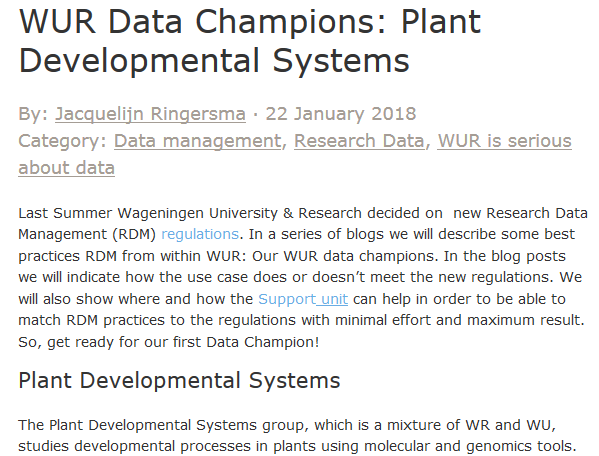 WUR Data Champions: Plant
Developmental Systems
By: Jacquelijn Ringersma · 22 January 2018
Category: Data management, Research Data, WUR is serious
about data
Last Summer Wageningen University & Research decided on  new Research Data
Management (RDM) regulations. In a series of blogs we will describe some best
practices RDM from within WUR: Our WUR data champions. In the blog posts
we will indicate how the use case does or doesn’t meet the new regulations. We
will also show where and how the Support unit can help in order to be able to
match RDM practices to the regulations with minimal effort and maximum result.
So, get ready for our first Data Champion!
Plant Developmental Systems
The Plant Developmental Systems group, which is a mixture of WR and WU,
studies developmental processes in plants using molecular and genomics tools.